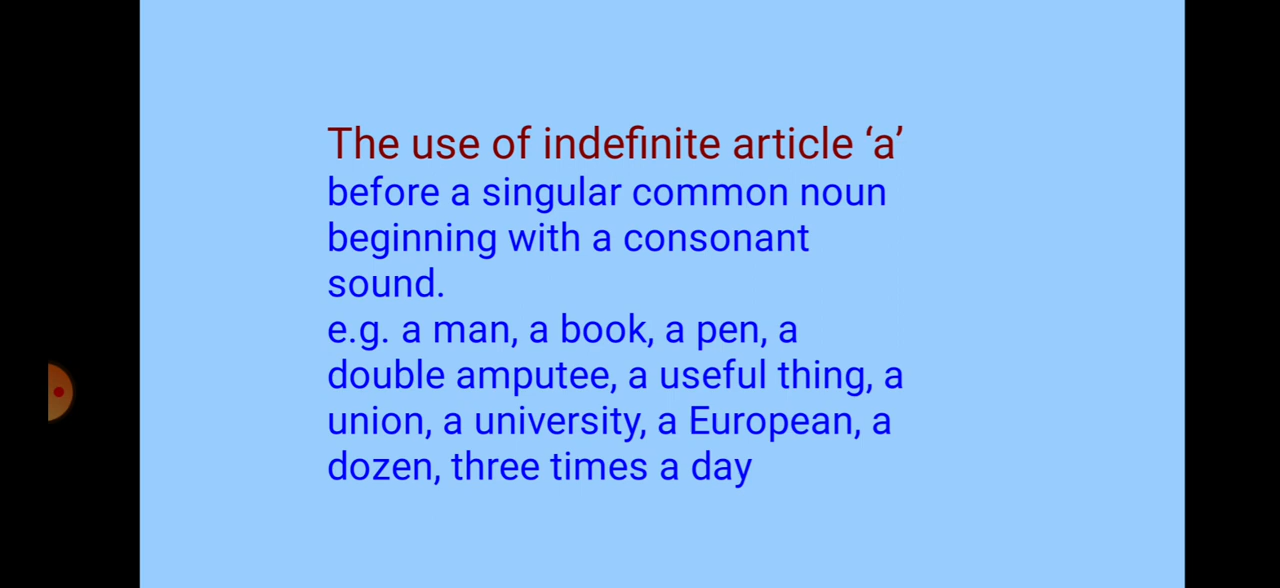 The use of indefinite article ‘a’
before a singular common noun
beginning with a consonant
sound.
e.g. a man, a book, a pen, a
double amputee, a useful thing, a
union, a university, a European, a
dozen, three times a day